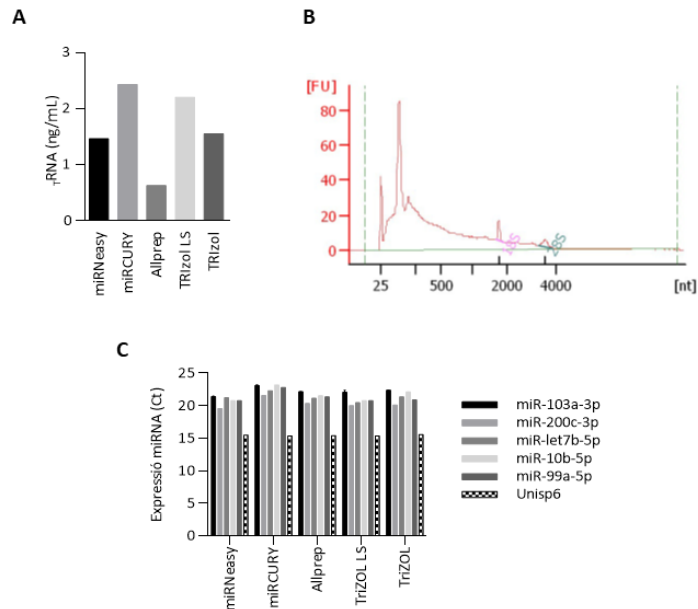 A
TRNA (ng/mL)
3
2
1
0
miRNeasy
miRCURY
Allprep
TRIzol LS
TRIzol
B
[FU]
80
60
40
20
0
18S
28S
25
500
2000
4000
[nt]
C
Expressió miRNA (Ct)
25
20
15
10
5
0
miRNeasy
miRCURY
Allprep
TriZOL LS
TriZOL
miR-103a-3p
miR-200c-3p
miR-let7b-5p
miR-10b-5p
miR-99a-5p
Unisp6